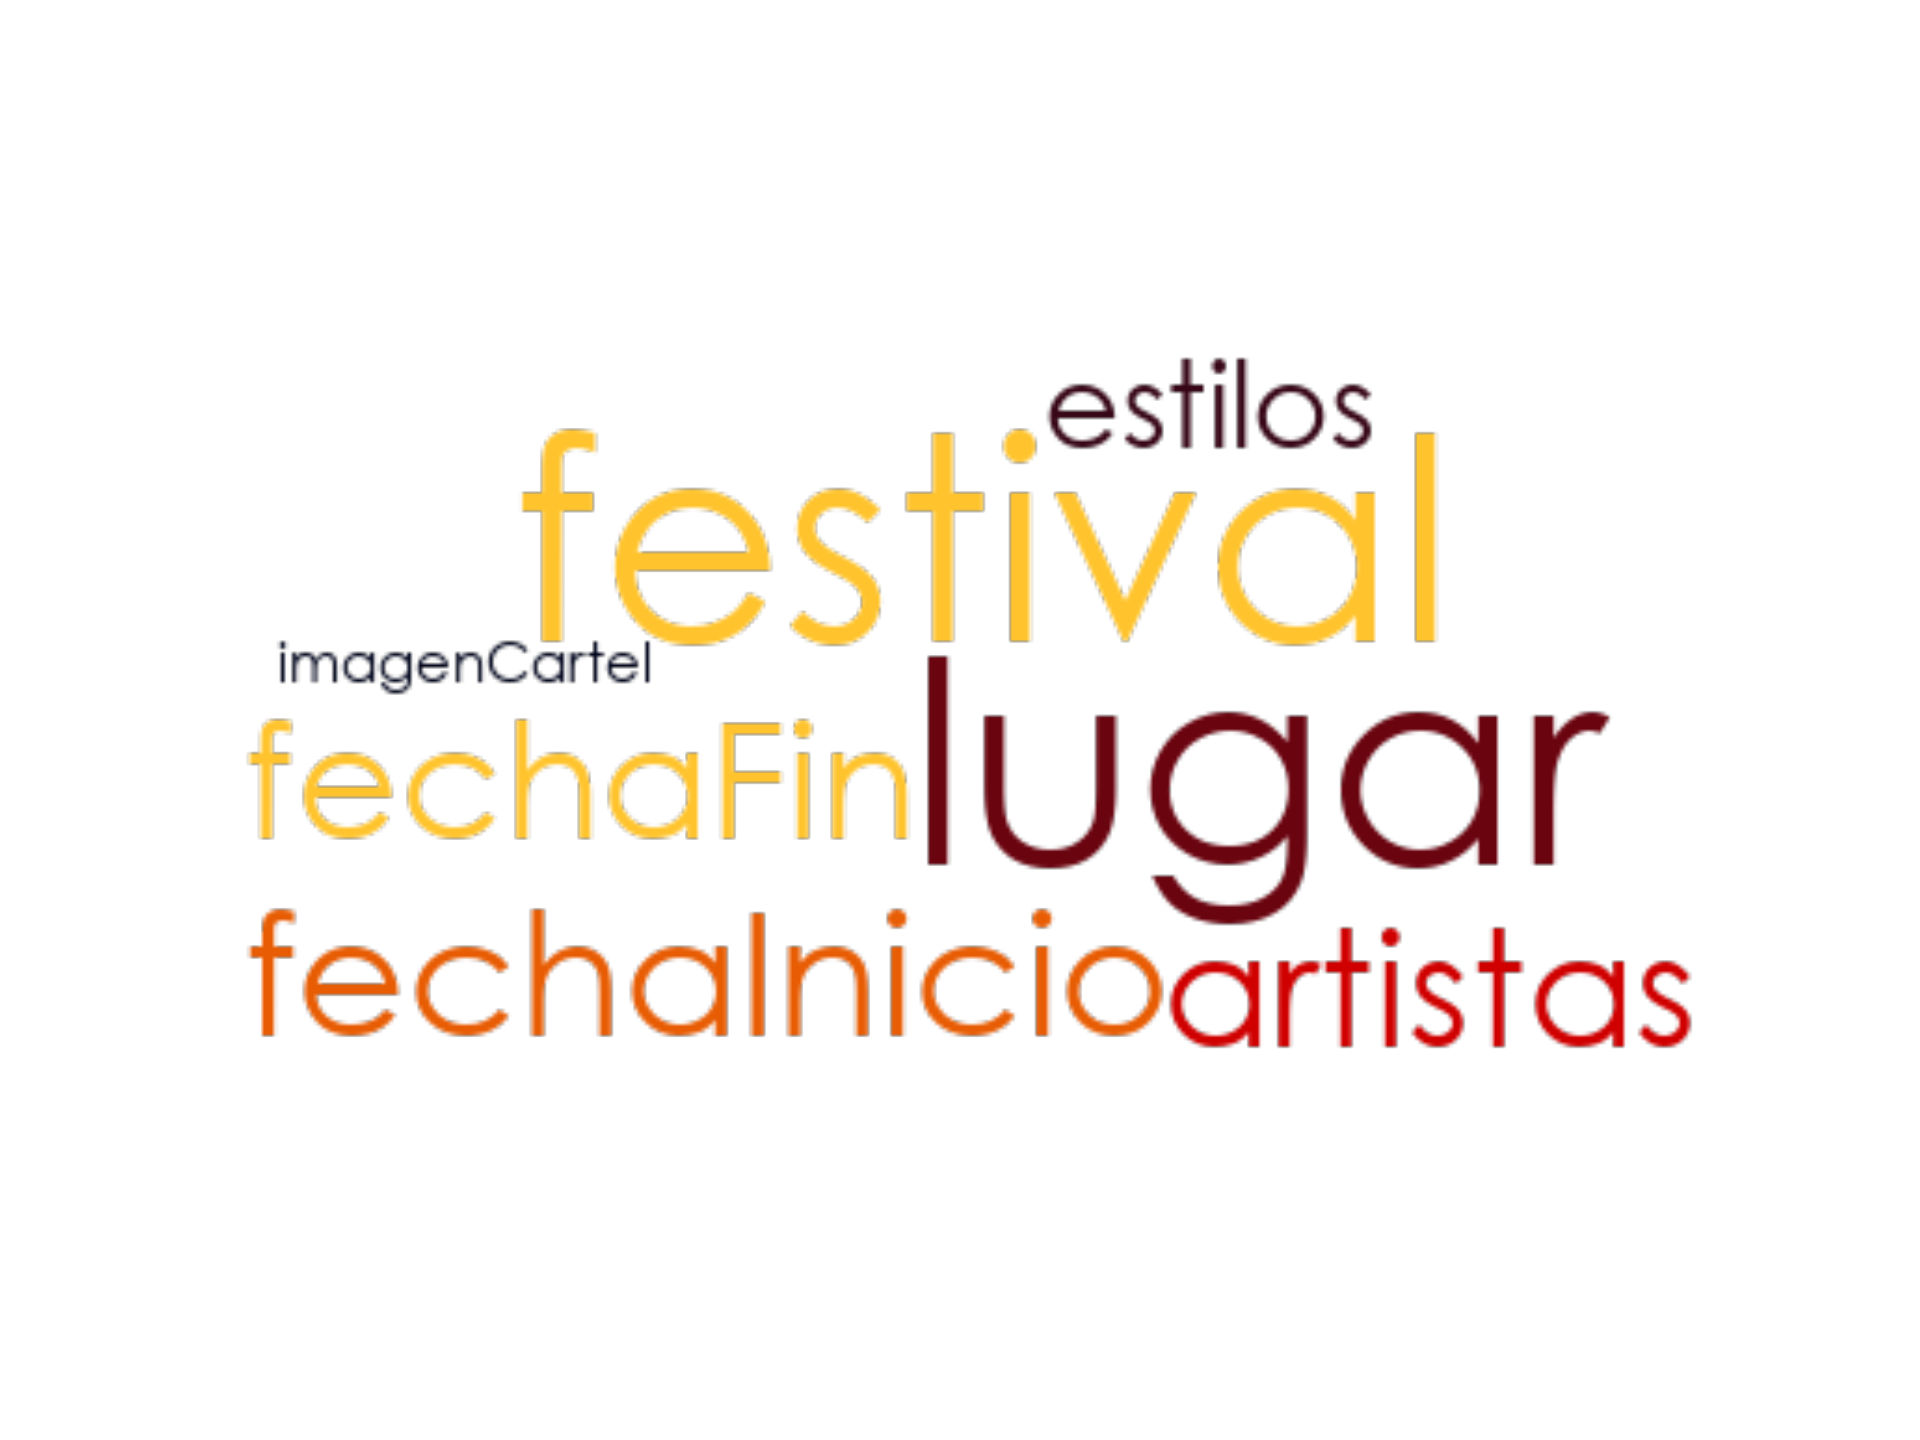 estilos
festival
imagenCartel
fechaFin lugar
fechaInicio artistas